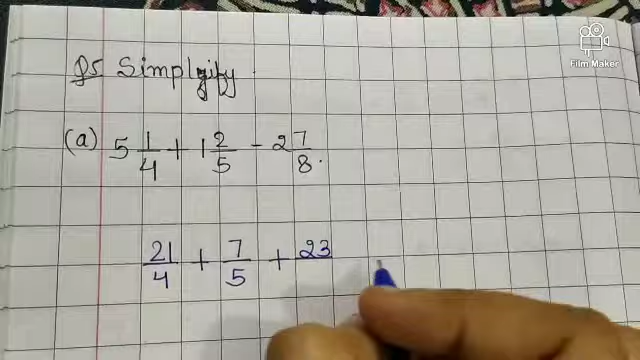 Q5 Simplify.
(a) 5 1/4 + 1 2/5 - 2 7/8.
21/4 + 7/5 + 23
Film Maker